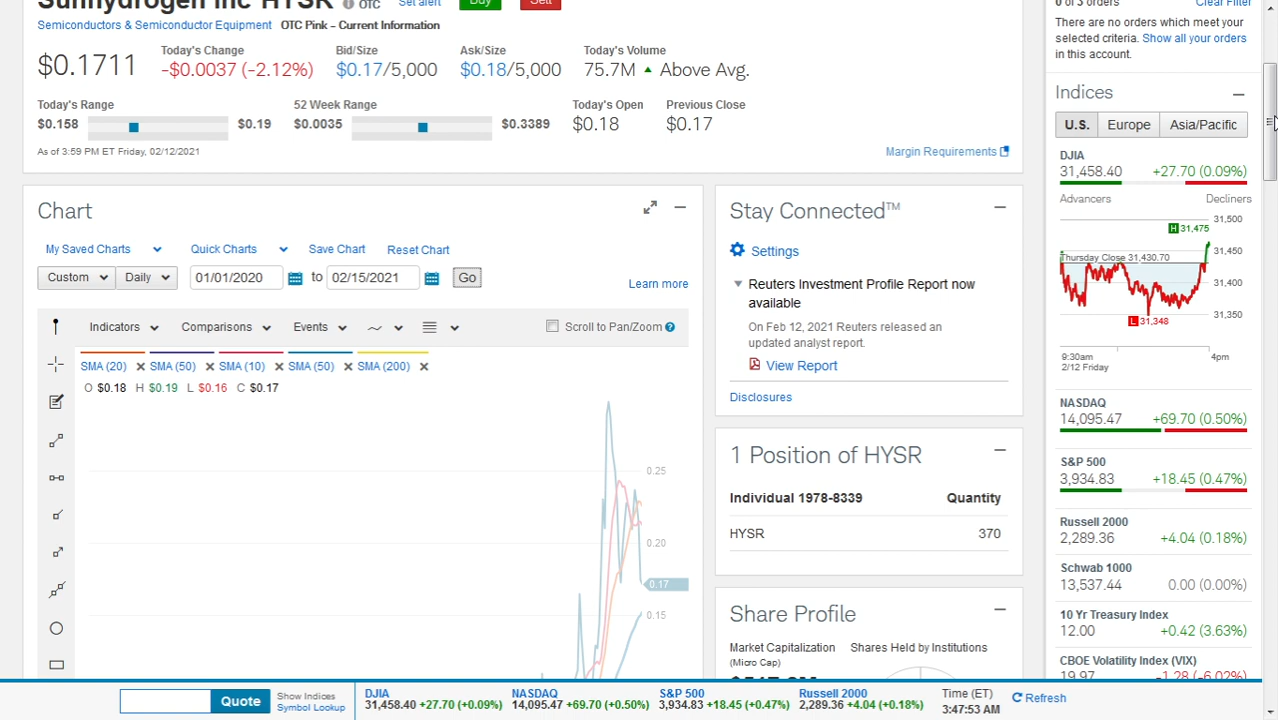 Sunhydrogen Inc HYSR OTC Set alert Buy Sell
Semiconductors & Semiconductor Equipment OTC Pink - Current Information
$0.1711
Today's Change
-$0.0037 (-2.12%)
Bid/Size
$0.17/5,000
Ask/Size
$0.18/5,000
Today's Volume
75.7M Above Avg.
Today's Range
$0.158 $0.19
52 Week Range
$0.0035 $0.3389
Today's Open
$0.18
Previous Close
$0.17
As of 3:59 PM ET Friday, 02/12/2021
Margin Requirements
Chart
My Saved Charts Quick Charts Save Chart Reset Chart
Custom Daily 01/01/2020 to 02/15/2021 Go
Learn more
Indicators Comparisons Events Scroll to Pan/Zoom
SMA (20) SMA (50) SMA (10) SMA (50) SMA (200)
O $0.18 H $0.19 L $0.16 C $0.17
0.25
0.20
0.17
0.15
Stay Connected™
Settings
Reuters Investment Profile Report now
available
On Feb 12, 2021 Reuters released an
updated analyst report.
View Report
Disclosures
1 Position of HYSR
Individual 1978-8339 Quantity
HYSR 370
Share Profile
Market Capitalization
(Micro Cap)
Shares Held by Institutions
0 of 3 orders Clear Filter
There are no orders which meet your
selected criteria. Show all your orders
in this account.
Indices
U.S. Europe Asia/Pacific
DJIA
31,458.40 +27.70 (0.09%)
Advancers Decliners
31,500
H 31,475
31,450
Thursday Close 31,430.70
31,400
31,350
L 31,348
9:30am 4pm
2/12 Friday
NASDAQ
14,095.47 +69.70 (0.50%)
S&P 500
3,934.83 +18.45 (0.47%)
Russell 2000
2,289.36 +4.04 (0.18%)
Schwab 1000
13,537.44 0.00 (0.00%)
10 Yr Treasury Index
12.00 +0.42 (3.63%)
CBOE Volatility Index (VIX)
19.97 -1.28 (-6.02%)
Quote
Show Indices
Symbol Lookup
DJIA
31,458.40 +27.70 (+0.09%)
NASDAQ
14,095.47 +69.70 (+0.50%)
S&P 500
3,934.83 +18.45 (+0.47%)
Russell 2000
2,289.36 +4.04 (+0.18%)
Time (ET)
3:47:53 AM
Refresh